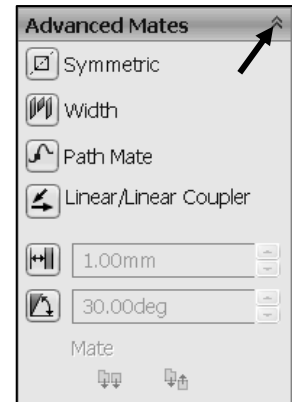 Advanced Mates
Symmetric
Width
Path Mate
Linear/Linear Coupler
1.00mm
30.00deg
Mate